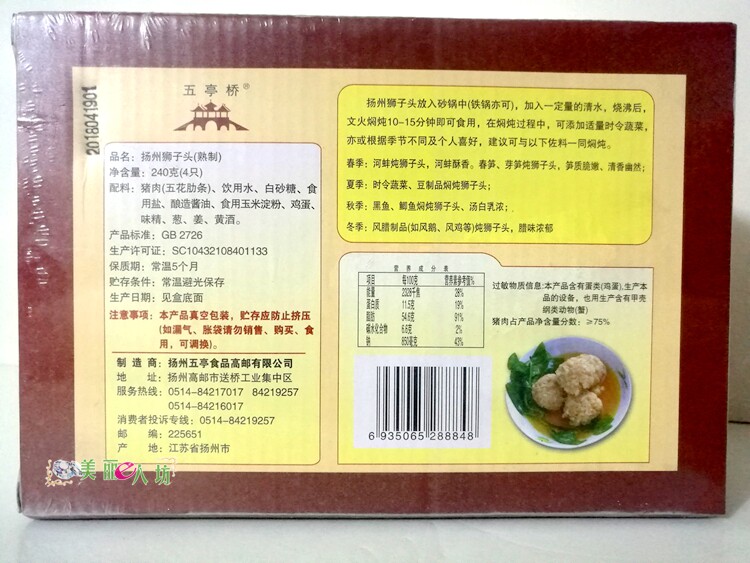 20180419 01
五亭桥®
品名：扬州狮子头(熟制)
净含量：240克(4只)
配料：猪肉(五花肋条)、饮用水、白砂糖、食
用盐、酿造酱油、食用玉米淀粉、鸡蛋、
味精、葱、姜、黄酒。
产品标准：GB 2726
生产许可证：SC10432108401133
保质期：常温5个月
贮存条件：常温避光保存
生产日期：见盒底面
注意事项：本产品真空包装，贮存应防止挤压
(如漏气、胀袋请勿销售、购买、食
用，可调换)。
制造商：扬州五亭食品高邮有限公司
地址：扬州高邮市送桥工业集中区
服务热线：0514-84217017 84219257
0514-84216017
消费者投诉专线：0514-84219257
邮编：225651
产地：江苏省扬州市
扬州狮子头放入砂锅中(铁锅亦可)，加入一定量的清水，烧沸后，
文火焖炖10-15分钟即可食用，在焖炖过程中，可添加适量时令蔬菜，
亦或根据季节不同及个人喜好，建议可与以下佐料一同焖炖。
春季：河蚌炖狮子头，河蚌酥香。春笋、芽笋炖狮子头，笋质脆嫩、清香幽然；
夏季：时令蔬菜、豆制品焖炖狮子头；
秋季：黑鱼、鲫鱼焖炖狮子头，汤白乳浓；
冬季：风腊制品(如风鹅、风鸡等)炖狮子头，腊味浓郁
营养成分表
项目 每100克 营养素参考值%
能量 2328千焦 28%
蛋白质 11.5克 19%
脂肪 54.6克 91%
碳水化合物 6.6克 2%
钠 850毫克 43%
过敏物质信息：本产品含有蛋类(鸡蛋)，生产本
品的设备，也用生产含有甲壳
纲类动物(蟹)
猪肉占产品净含量分数：≥75%
6 935065 288848
美丽e人坊